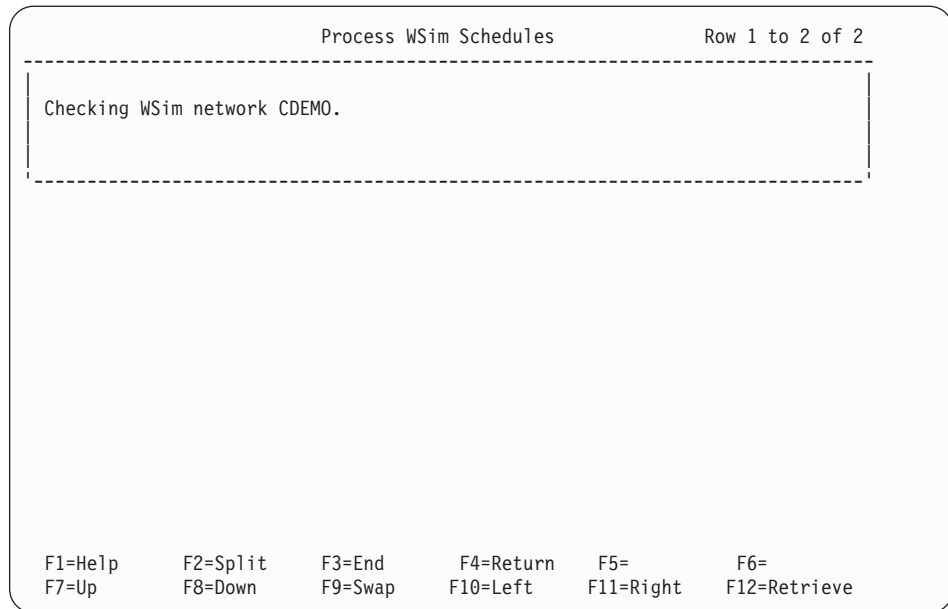 Process WSim Schedules Row 1 to 2 of 2
Checking WSim network CDEMO.
F1=Help F2=Split F3=End F4=Return F5= F6=
F7=Up F8=Down F9=Swap F10=Left F11=Right F12=Retrieve